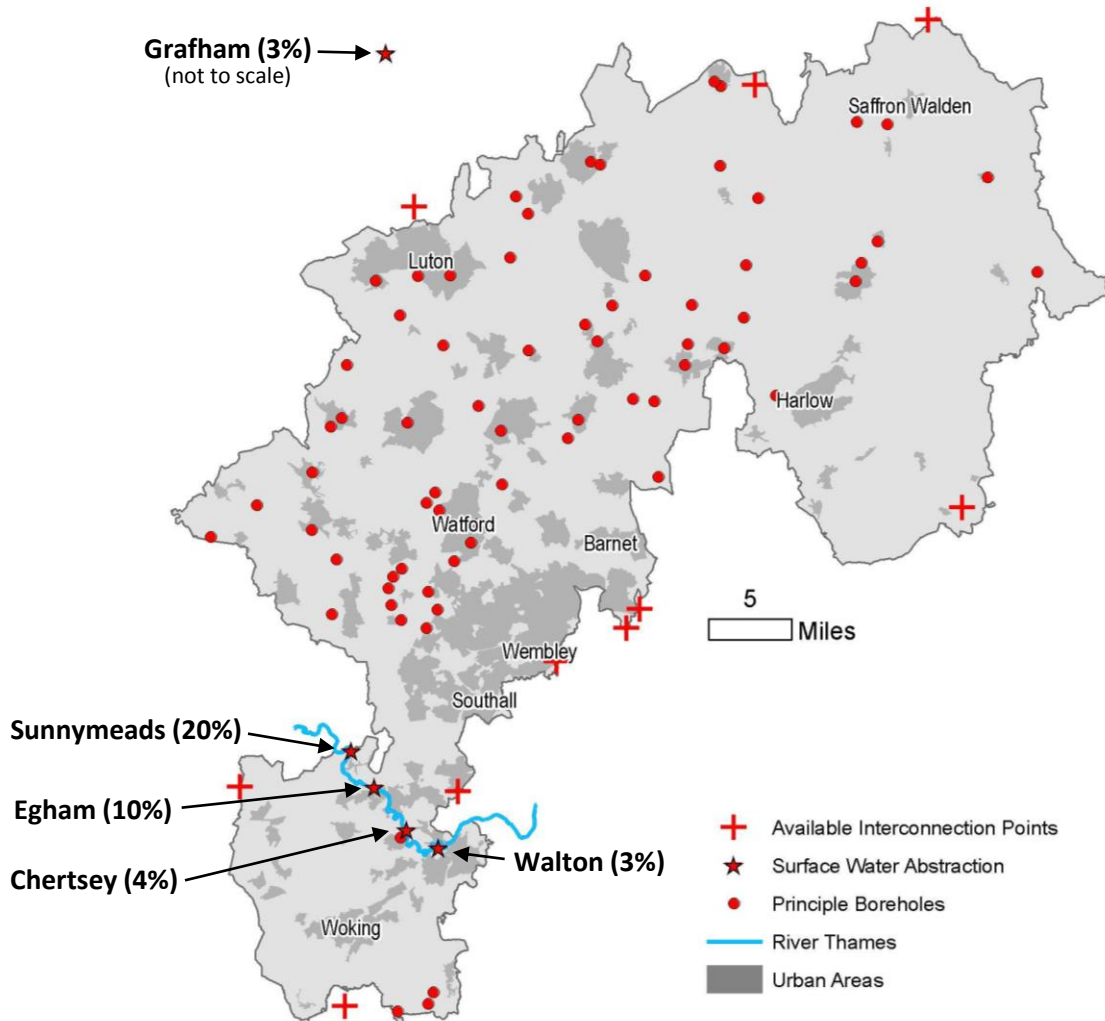 Grafham (3%)
(not to scale)
Saffron Walden
Luton
Harlow
Watford
Barnet
5
Miles
Wembley
Southall
Sunnymeads (20%)
Egham (10%)
Chertsey (4%)
Walton (3%)
Woking
Available Interconnection Points
Surface Water Abstraction
Principle Boreholes
River Thames
Urban Areas